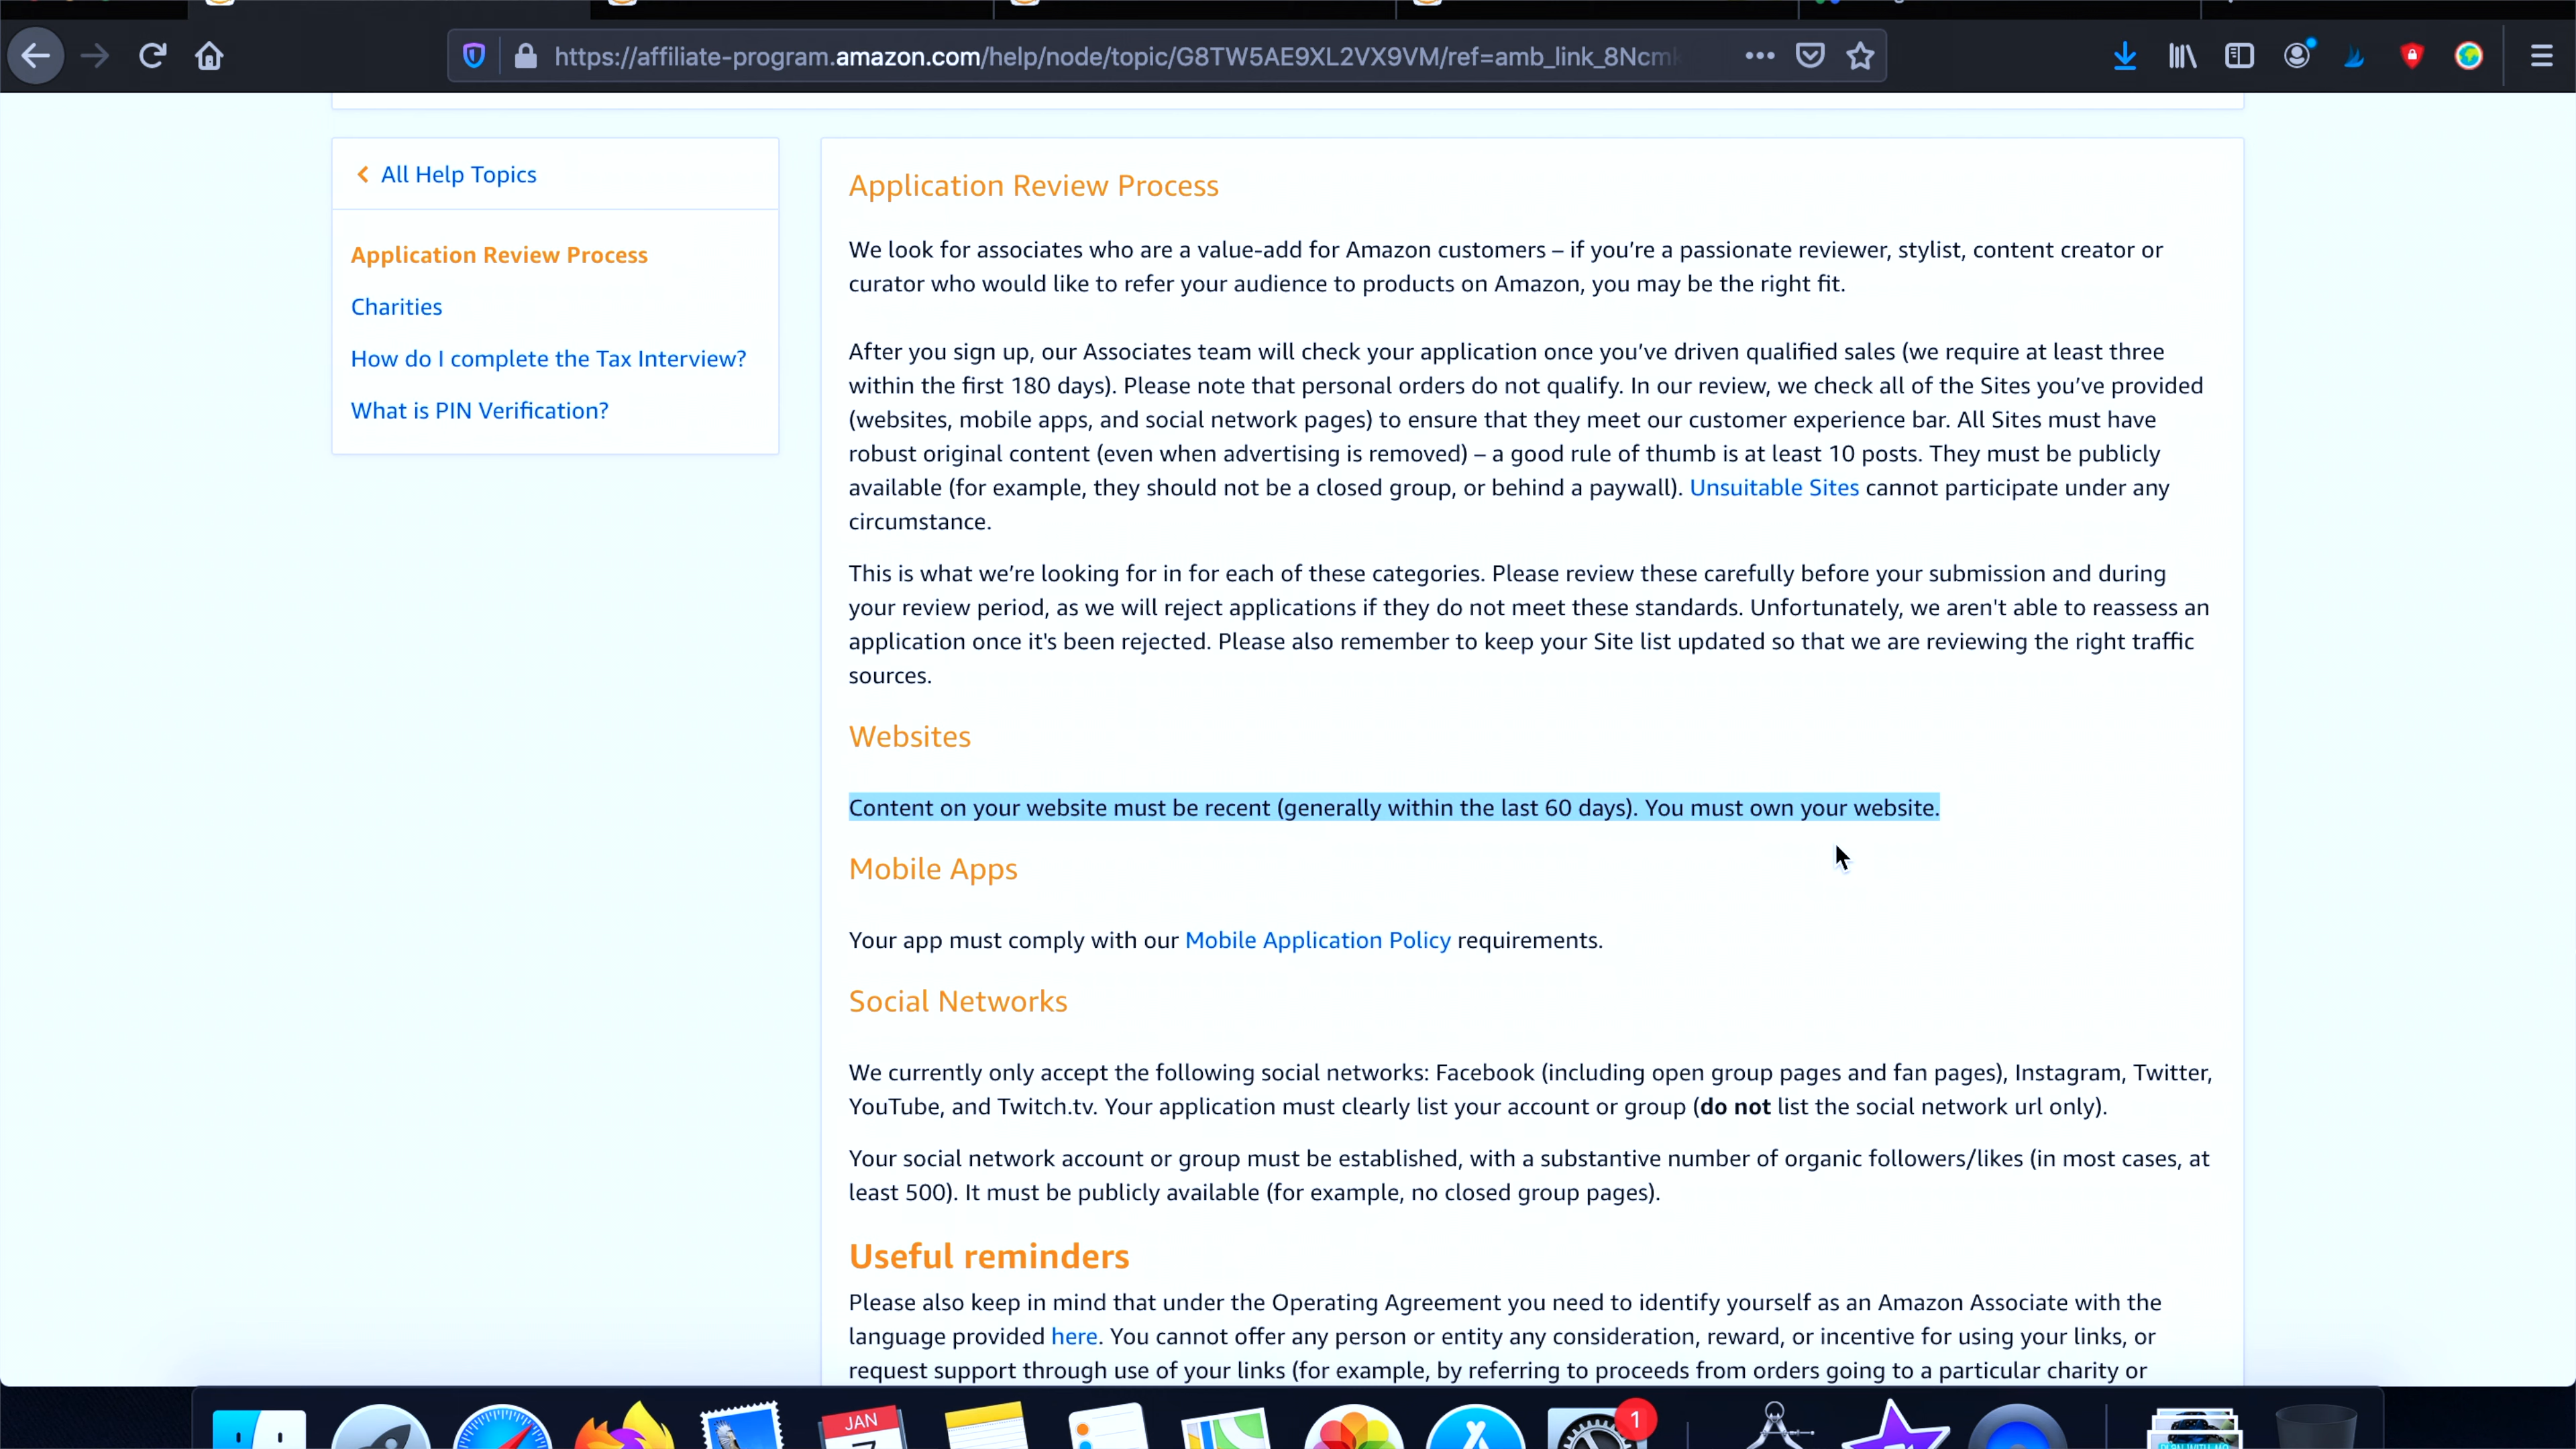 https://affiliate-program.amazon.com/help/node/topic/G8TW5AE9XL2VX9VM/ref=amb_link_8Ncm
All Help Topics
Application Review Process
Charities
How do I complete the Tax Interview?
What is PIN Verification?
Application Review Process
We look for associates who are a value-add for Amazon customers – if you’re a passionate reviewer, stylist, content creator or
curator who would like to refer your audience to products on Amazon, you may be the right fit.
After you sign up, our Associates team will check your application once you’ve driven qualified sales (we require at least three
within the first 180 days). Please note that personal orders do not qualify. In our review, we check all of the Sites you’ve provided
(websites, mobile apps, and social network pages) to ensure that they meet our customer experience bar. All Sites must have
robust original content (even when advertising is removed) – a good rule of thumb is at least 10 posts. They must be publicly
available (for example, they should not be a closed group, or behind a paywall). Unsuitable Sites cannot participate under any
circumstance.
This is what we’re looking for in for each of these categories. Please review these carefully before your submission and during
your review period, as we will reject applications if they do not meet these standards. Unfortunately, we aren't able to reassess an
application once it's been rejected. Please also remember to keep your Site list updated so that we are reviewing the right traffic
sources.
Websites
Content on your website must be recent (generally within the last 60 days). You must own your website.
Mobile Apps
Your app must comply with our Mobile Application Policy requirements.
Social Networks
We currently only accept the following social networks: Facebook (including open group pages and fan pages), Instagram, Twitter,
YouTube, and Twitch.tv. Your application must clearly list your account or group (do not list the social network url only).
Your social network account or group must be established, with a substantive number of organic followers/likes (in most cases, at
least 500). It must be publicly available (for example, no closed group pages).
Useful reminders
Please also keep in mind that under the Operating Agreement you need to identify yourself as an Amazon Associate with the
language provided here. You cannot offer any person or entity any consideration, reward, or incentive for using your links, or
request support through use of your links (for example, by referring to proceeds from orders going to a particular charity or
JAN
1